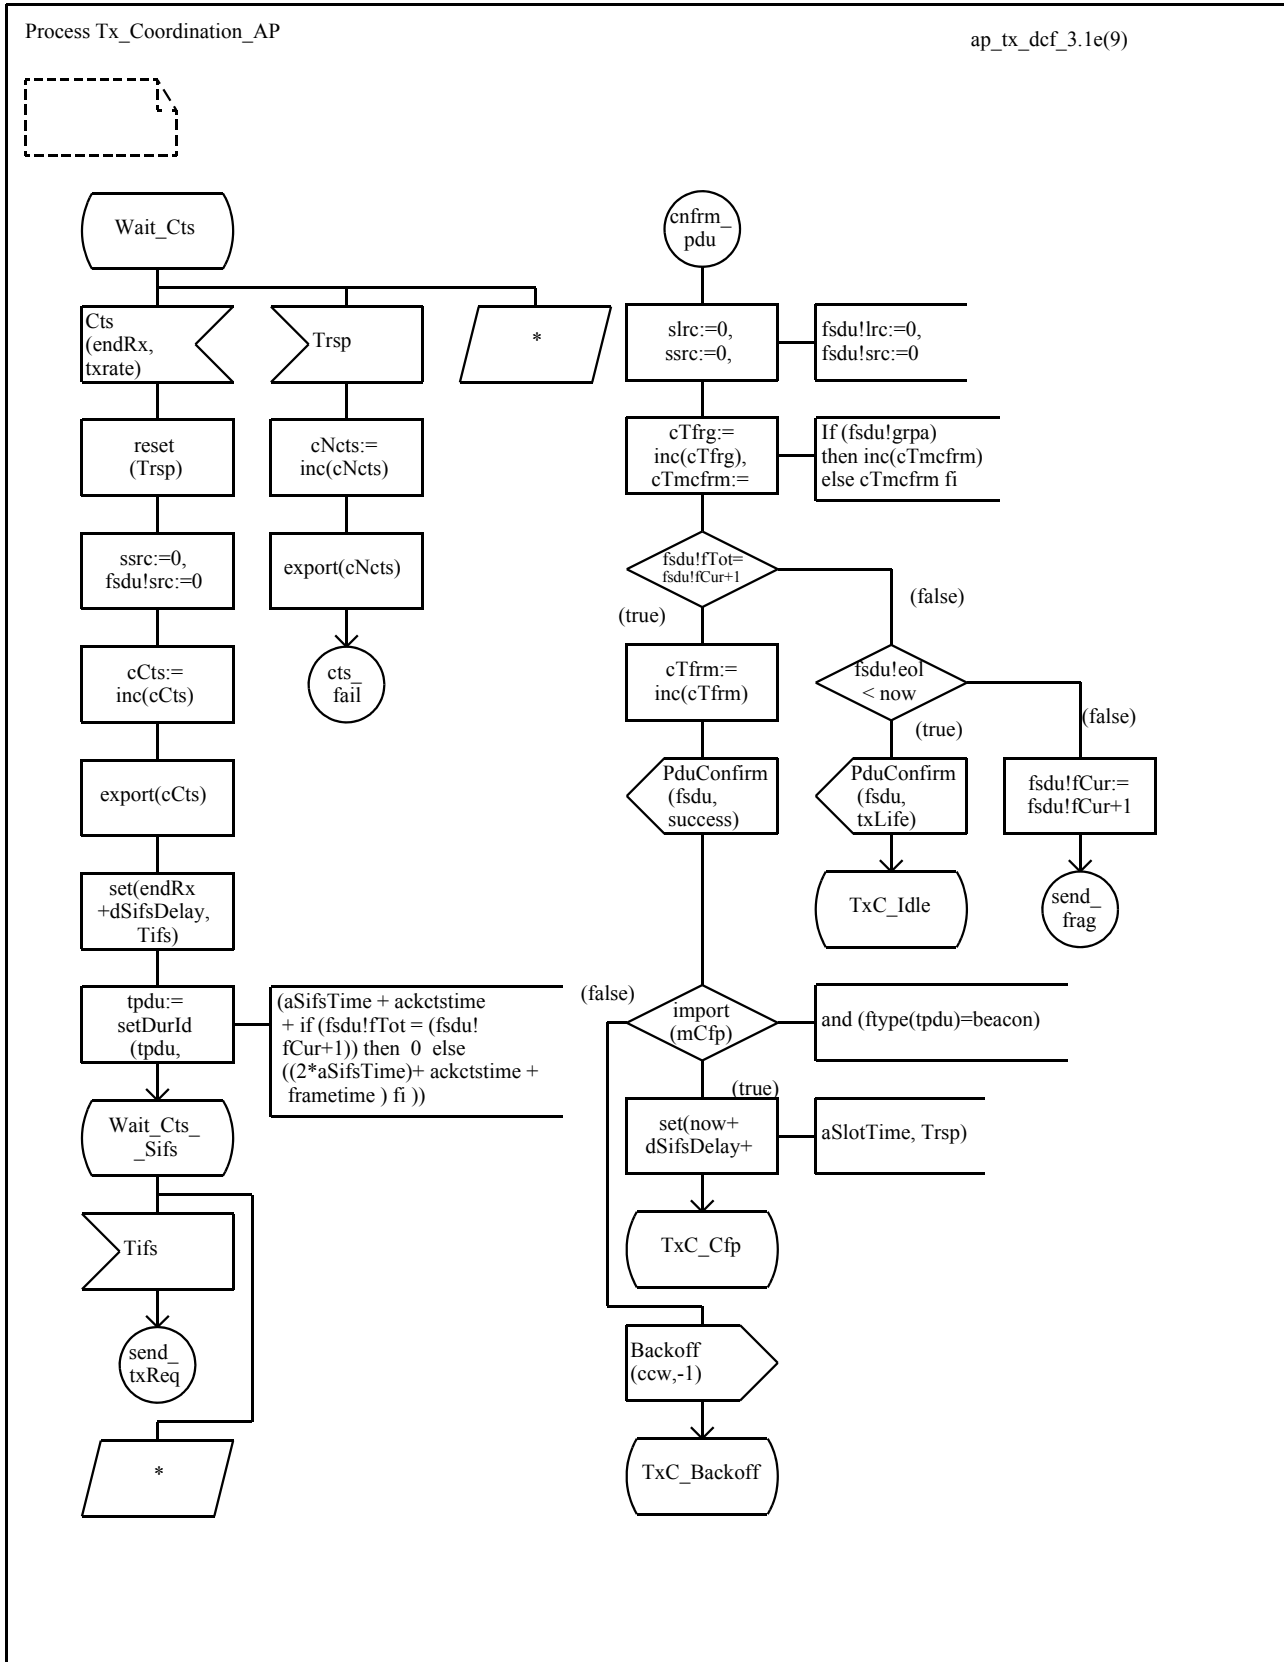 Process Tx_Coordination_AP
ap_tx_dcf_3.1e(9)
Wait_Cts
Cts
(endRx,
txrate)
Trsp
*
reset
(Trsp)
cNcts:=
inc(cNcts)
ssrc:=0,
fsdu!src:=0
export(cNcts)
cCts:=
inc(cCts)
cts_
fail
export(cCts)
set(endRx
+dSifsDelay,
Tifs)
tpdu:=
setDurId
(tpdu,
(aSifsTime + ackctstime
+ if (fsdu!fTot = (fsdu!
fCur+1)) then 0 else
((2*aSifsTime)+ ackctstime +
frametime ) fi ))
Wait_Cts_
_Sifs
Tifs
send_
txReq
*
cnfrm_
pdu
slrc:=0,
ssrc:=0,
fsdu!lrc:=0,
fsdu!src:=0
cTfrg:=
inc(cTfrg),
cTmcfrm:=
If (fsdu!grpa)
then inc(cTmcfrm)
else cTmcfrm fi
fsdu!fTot=
fsdu!fCur+1
(true)
(false)
cTfrm:=
inc(cTfrm)
fsdu!eol
< now
(true)
(false)
PduConfirm
(fsdu,
success)
PduConfirm
(fsdu,
txLife)
fsdu!fCur:=
fsdu!fCur+1
TxC_Idle
send_
frag
(false)
import
(mCfp)
and (ftype(tpdu)=beacon)
(true)
set(now+
dSifsDelay+
aSlotTime, Trsp)
TxC_Cfp
Backoff
(ccw,-1)
TxC_Backoff